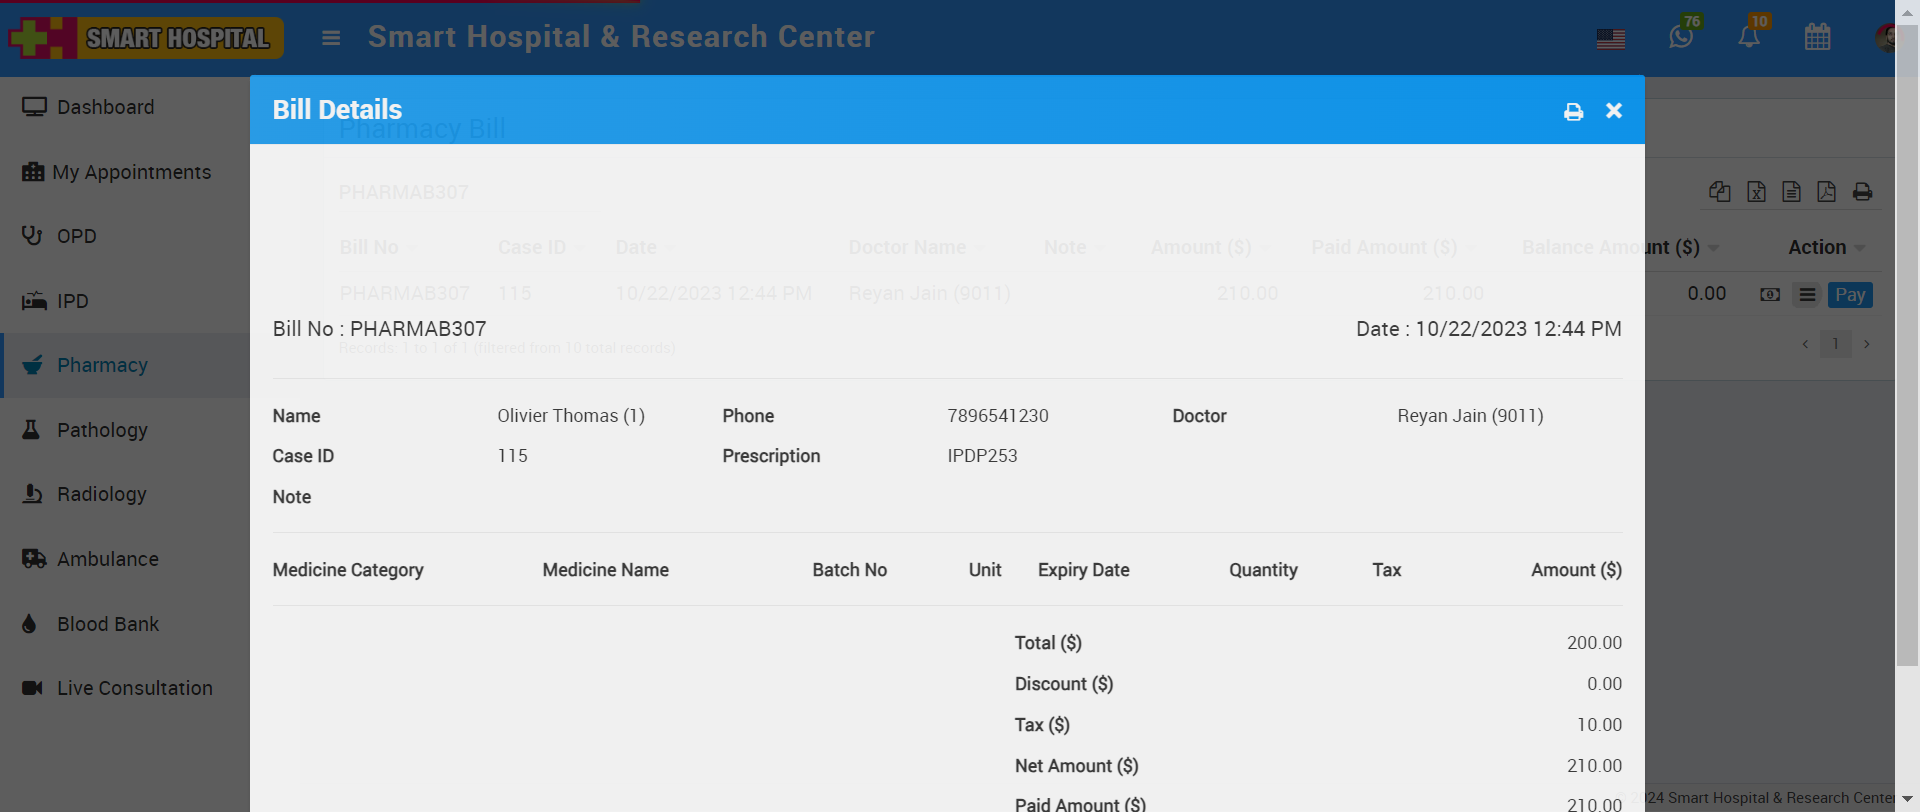 SMART HOSPITAL
Smart Hospital & Research Center
76
10
Dashboard
My Appointments
OPD
IPD
Pharmacy
Pathology
Radiology
Ambulance
Blood Bank
Live Consultation
Bill Details
Pharmacy Bill
PHARMAB307
Bill No Case ID Date Doctor Name Note Amount ($) Paid Amount ($) Balance Amount ($) Action
PHARMAB307 115 10/22/2023 12:44 PM Reyan Jain (9011) 210.00 210.00 0.00 Pay
Bill No : PHARMAB307 Date : 10/22/2023 12:44 PM
Records: 1 to 1 of 1 (filtered from 10 total records) 1
Name Olivier Thomas (1) Phone 7896541230 Doctor Reyan Jain (9011)
Case ID 115 Prescription IPDP253
Note
Medicine Category Medicine Name Batch No Unit Expiry Date Quantity Tax Amount ($)
Total ($) 200.00
Discount ($) 0.00
Tax ($) 10.00
Net Amount ($) 210.00
Paid Amount ($) 210.00
2024 Smart Hospital & Research Center